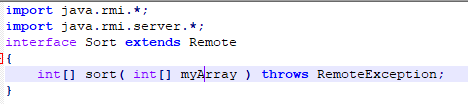 import java.rmi.*;
import java.rmi.server.*;
interface Sort extends Remote
{
int[] sort( int[] myArray ) throws RemoteException;
}